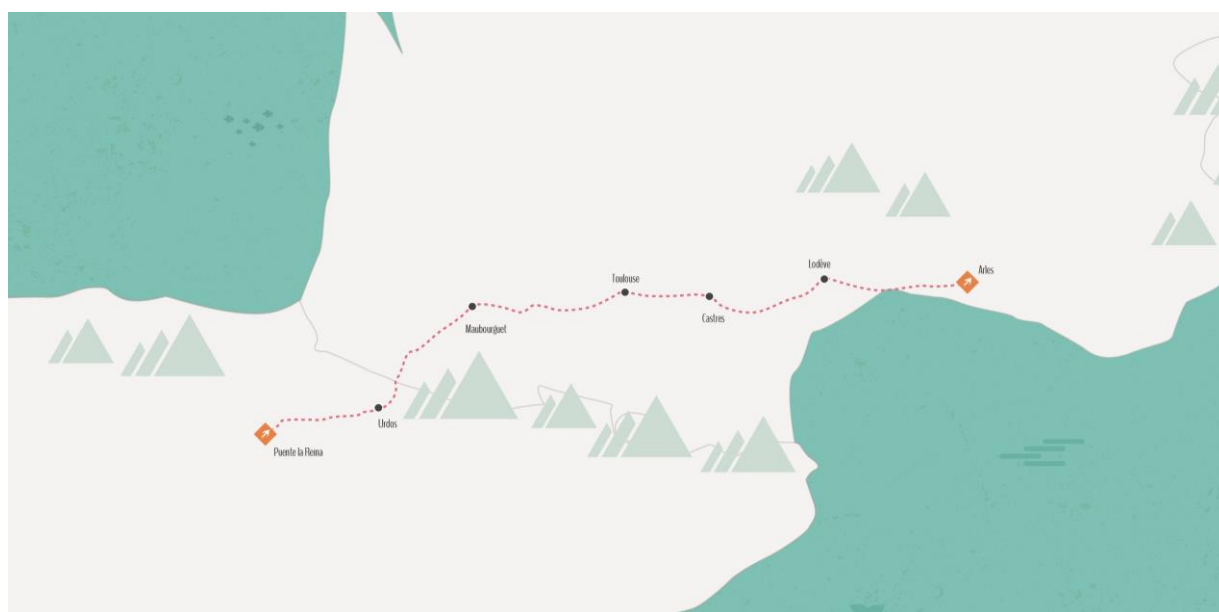 Arles
Lodève
Toulouse
Castres
Maubourguet
Urdos
Puente la Reina